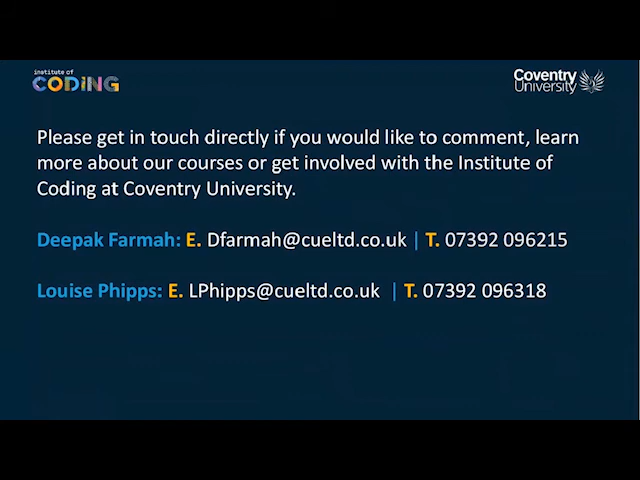 institute of
CODING
Coventry
University
Please get in touch directly if you would like to comment, learn
more about our courses or get involved with the Institute of
Coding at Coventry University.
Deepak Farmah: E. Dfarmah@cueltd.co.uk | T. 07392 096215
Louise Phipps: E. LPhipps@cueltd.co.uk | T. 07392 096318